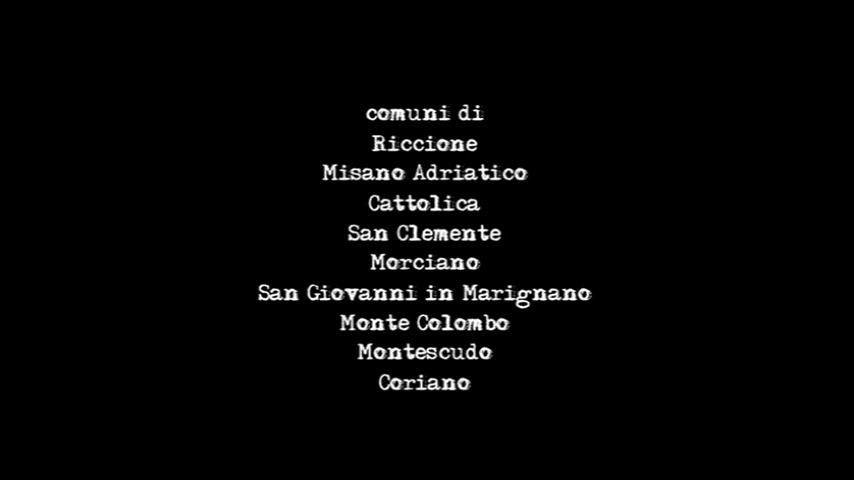 comuni di
Riccione
Misano Adriatico
Cattolica
San Clemente
Morciano
San Giovanni in Marignano
Monte Colombo
Montescudo
Coriano